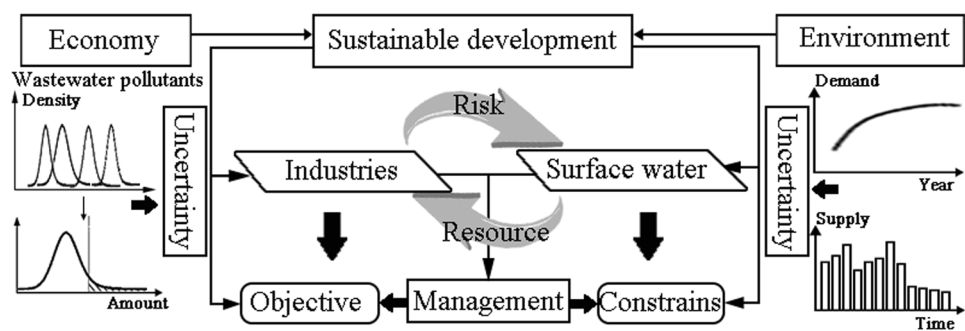 Economy
Sustainable development
Environment
Wastewater pollutants
Density
Uncertainty
Amount
Risk
Industries
Surface water
Resource
Objective
Management
Constrains
Uncertainty
Demand
Year
Supply
Time